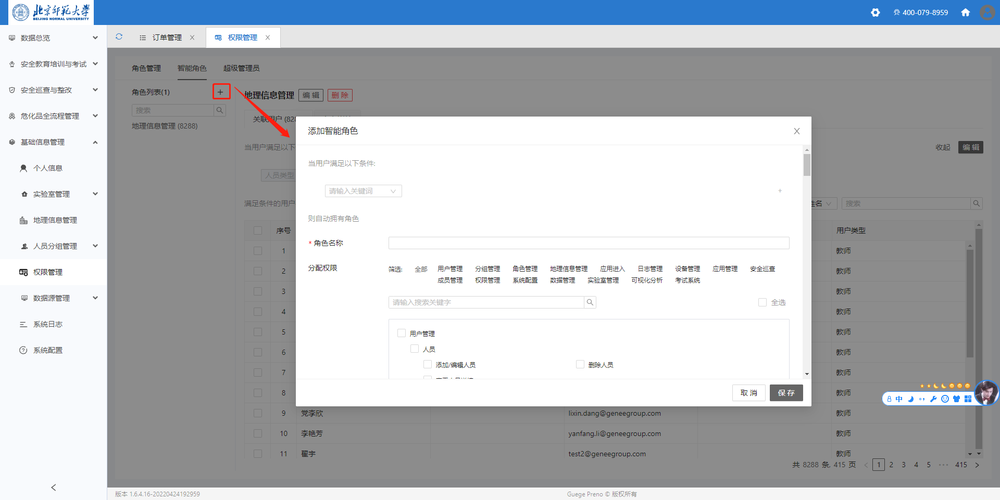 北京师范大学
BEIJING NORMAL UNIVERSITY
400-079-8959
数据总览
安全教育培训与考试
安全巡查与整改
危化品全流程管理
基础信息管理
个人信息
实验室管理
地理信息管理
人员分组管理
权限管理
数据源管理
系统日志
系统配置
订单管理
权限管理
角色管理 智能角色 超级管理员
角色列表(1)
搜索
地理信息管理 (8288)
地理信息管理 编辑 删除
关联用户 (828
当用户满足以下
收起 编辑
人员类型
满足条件的用户
姓名 搜索
序号 用户类型
1 教师
2 教师
3 教师
4 教师
5 教师
6 教师
7 教师
8 教师
9 党李欣 lixin.dang@geneegroup.com 教师
10 李艳芳 yanfang.li@geneegroup.com 教师
11 翟宇 test2@geneegroup.com 教师
共 8288 条, 415 页 < 1 2 3 4 5 ••• 415 >
添加智能角色
当用户满足以下条件:
请输入关键词
+
则自动拥有角色
* 角色名称
分配权限
筛选: 全部 用户管理 分组管理 角色管理 地理信息管理 应用进入 日志管理 设备管理 应用管理 安全巡查
成员管理 权限管理 系统配置 数据管理 实验室管理 可视化分析 考试系统
请输入搜索关键字
全选
用户管理
人员
添加/编辑人员 删除人员
取消 保存
中
版本 1.6.4.16-20220424192959
Guege Preno © 版权所有